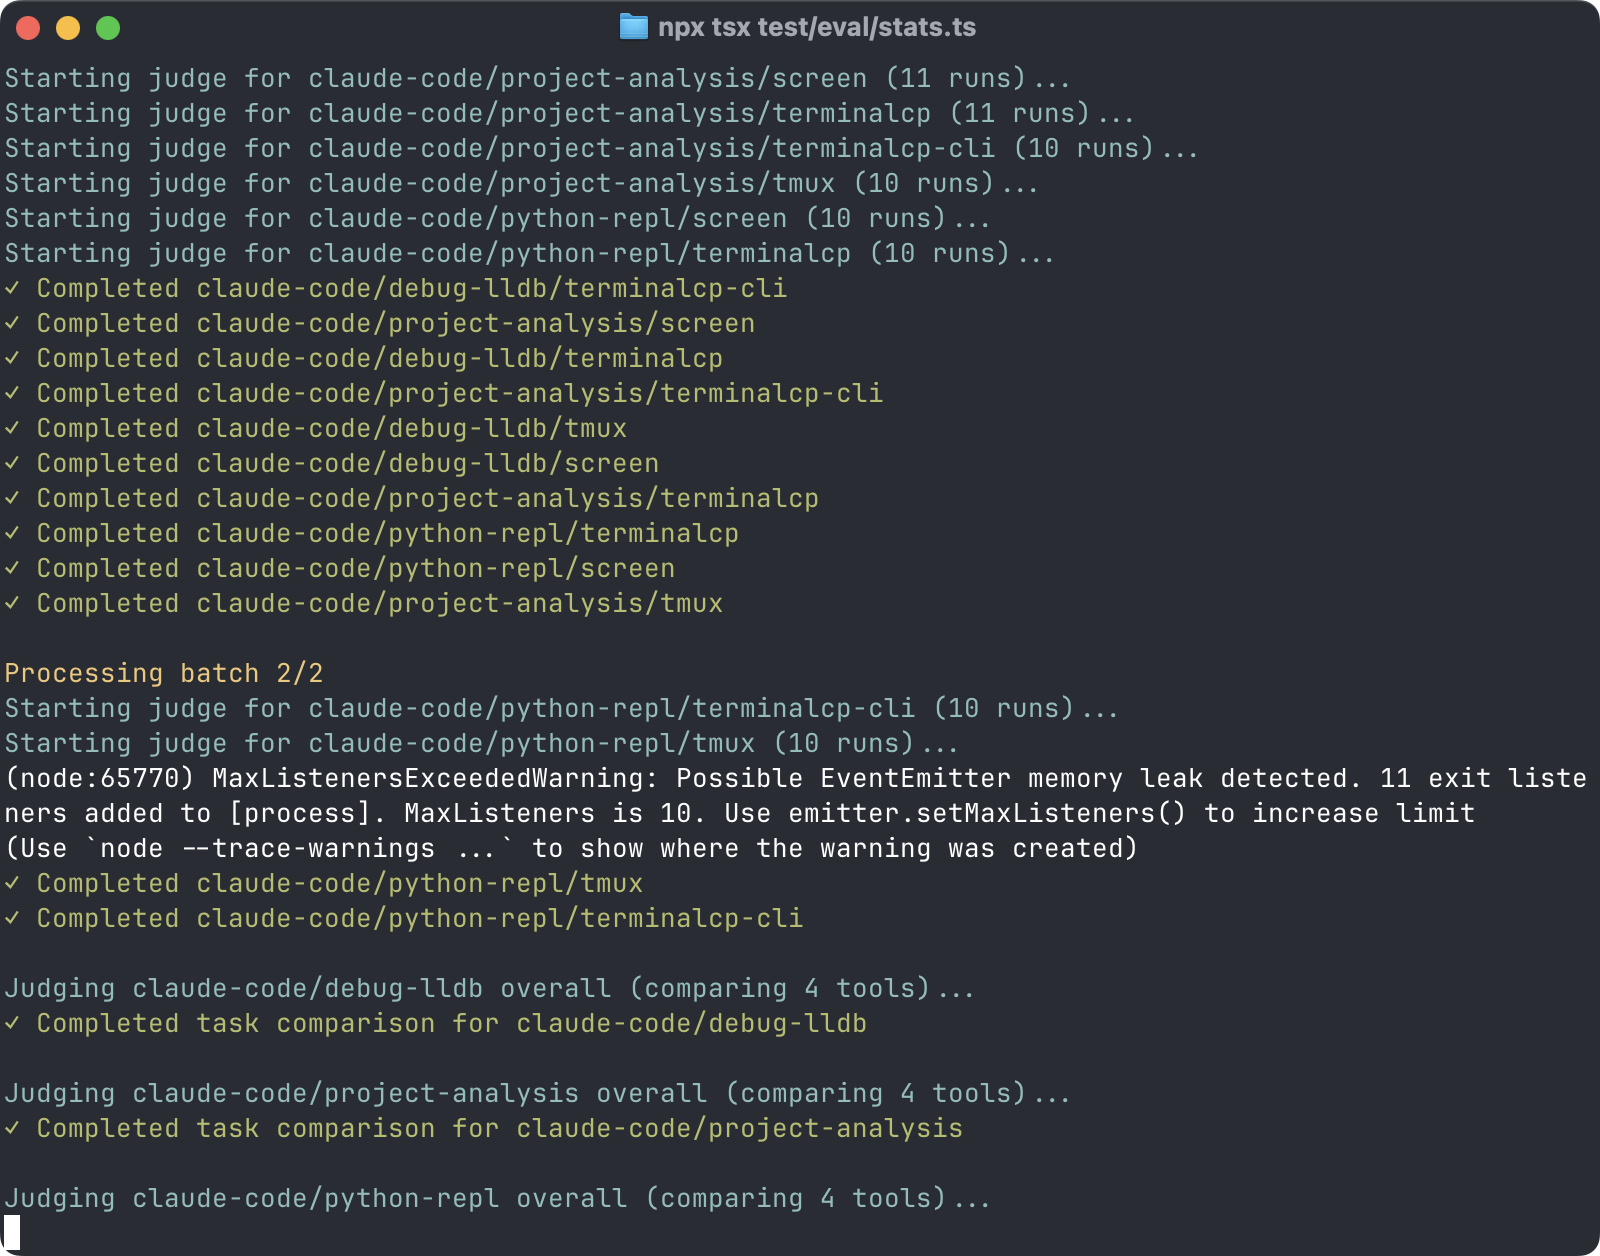 npx tsx test/eval/stats.ts
Starting judge for claude-code/project-analysis/screen (11 runs)...
Starting judge for claude-code/project-analysis/terminalcp (11 runs)...
Starting judge for claude-code/project-analysis/terminalcp-cli (10 runs)...
Starting judge for claude-code/project-analysis/tmux (10 runs)...
Starting judge for claude-code/python-repl/screen (10 runs)...
Starting judge for claude-code/python-repl/terminalcp (10 runs)...
✓ Completed claude-code/debug-lldb/terminalcp-cli
✓ Completed claude-code/project-analysis/screen
✓ Completed claude-code/debug-lldb/terminalcp
✓ Completed claude-code/project-analysis/terminalcp-cli
✓ Completed claude-code/debug-lldb/tmux
✓ Completed claude-code/debug-lldb/screen
✓ Completed claude-code/project-analysis/terminalcp
✓ Completed claude-code/python-repl/terminalcp
✓ Completed claude-code/python-repl/screen
✓ Completed claude-code/project-analysis/tmux
Processing batch 2/2
Starting judge for claude-code/python-repl/terminalcp-cli (10 runs)...
Starting judge for claude-code/python-repl/tmux (10 runs)...
(node:65770) MaxListenersExceededWarning: Possible EventEmitter memory leak detected. 11 exit liste
ners added to [process]. MaxListeners is 10. Use emitter.setMaxListeners() to increase limit
(Use `node --trace-warnings ...` to show where the warning was created)
✓ Completed claude-code/python-repl/tmux
✓ Completed claude-code/python-repl/terminalcp-cli
Judging claude-code/debug-lldb overall (comparing 4 tools)...
✓ Completed task comparison for claude-code/debug-lldb
Judging claude-code/project-analysis overall (comparing 4 tools)...
✓ Completed task comparison for claude-code/project-analysis
Judging claude-code/python-repl overall (comparing 4 tools)...